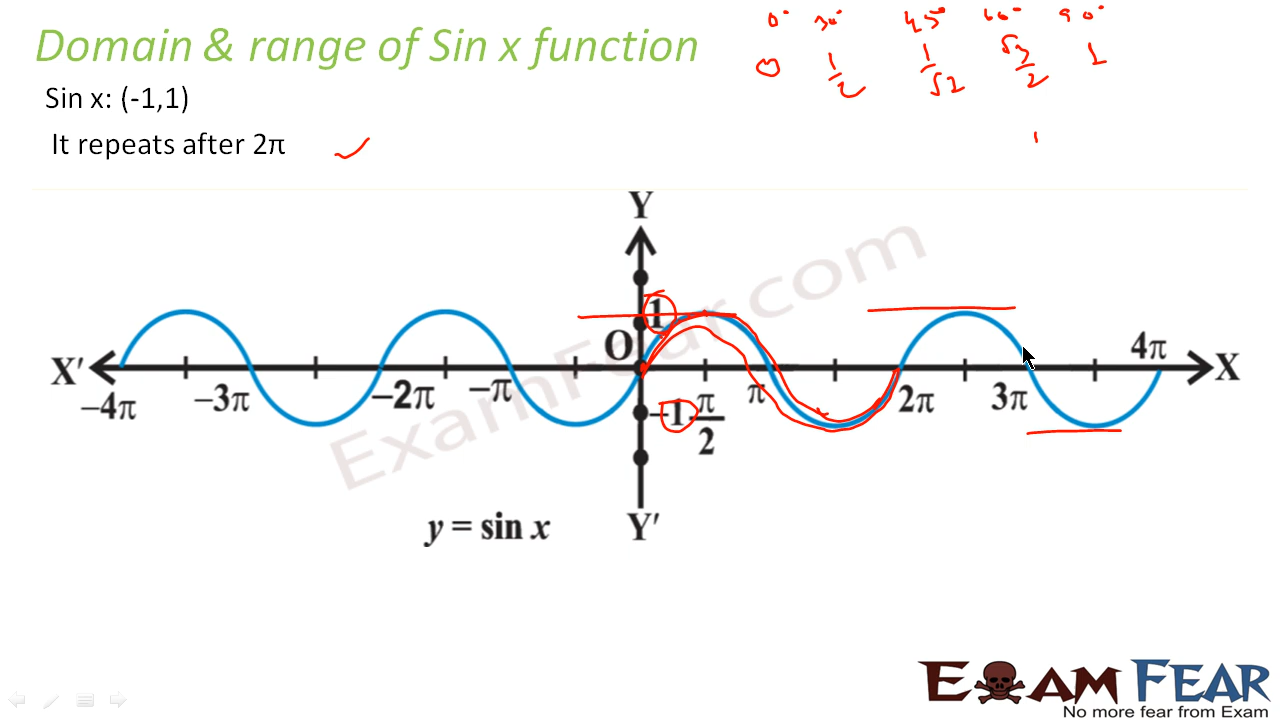 Domain & range of Sin x function
0° 30° 45° 60° 90°
0 1/2 1/√2 √3/2 1
Sin x: (-1,1)
It repeats after 2π
Y
1
O
X′
X
–4π
–3π
–2π
–π
π/2
π
2π
3π
4π
–1
y = sin x
Y′
ExamFear.com
EXAM FEAR
No more fear from Exam